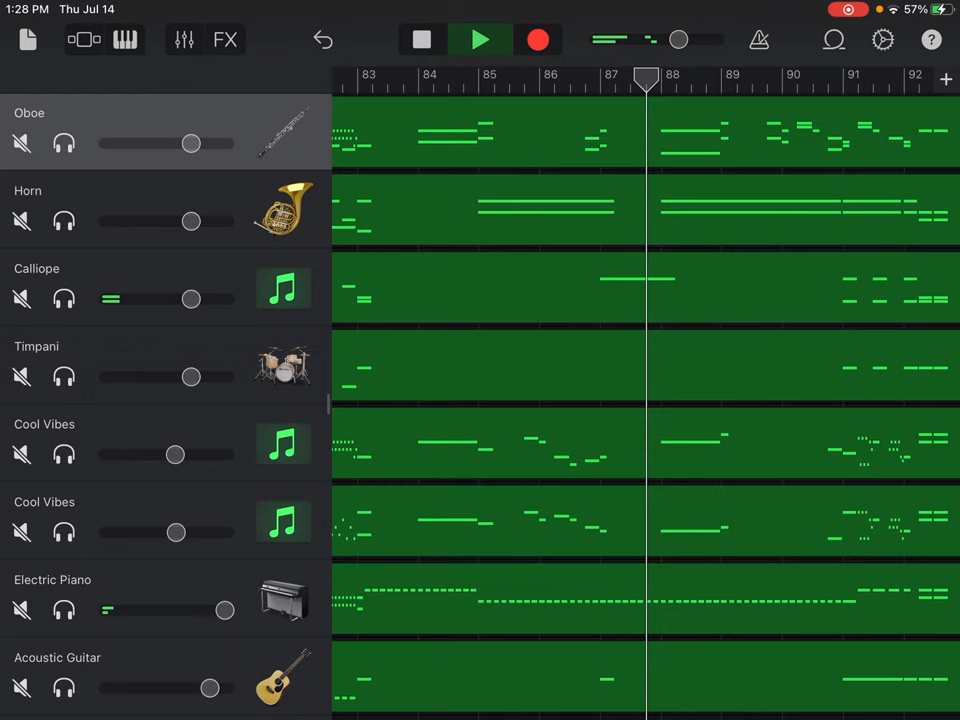 1:28 PM Thu Jul 14
57%
FX
?
83 84 85 86 87 88 89 90 91 92 +
Oboe
Horn
Calliope
Timpani
Cool Vibes
Cool Vibes
Electric Piano
Acoustic Guitar